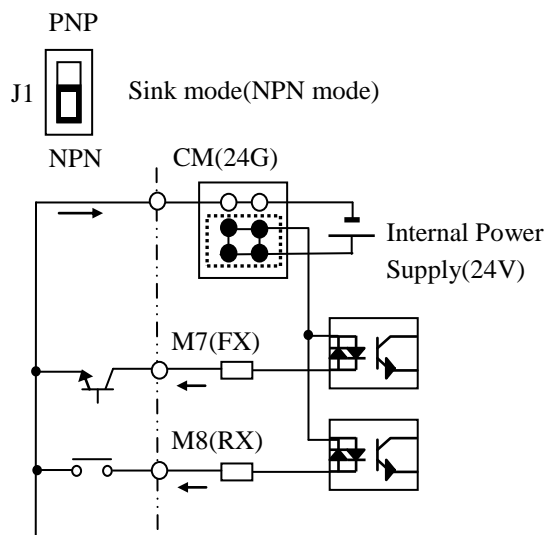 PNP
J1
Sink mode(NPN mode)
NPN
CM(24G)
Internal Power
Supply(24V)
M7(FX)
M8(RX)